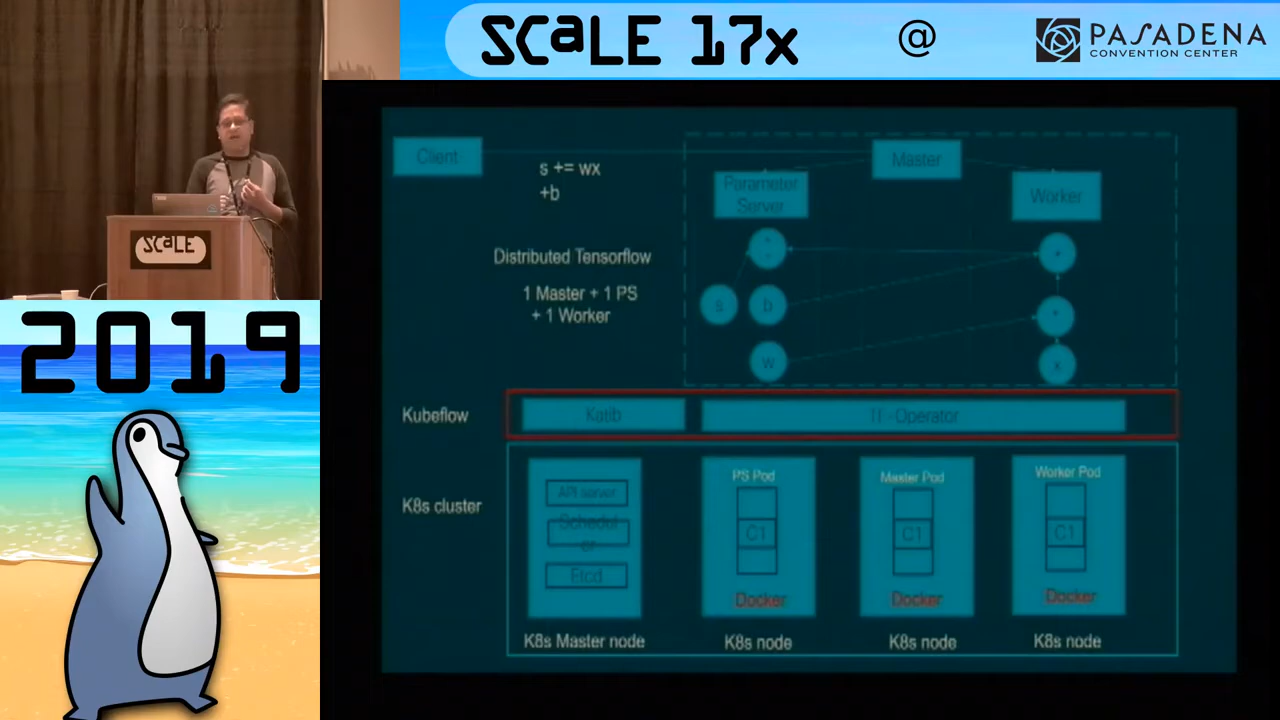 SCaLE 17x
@
PASADENA
CONVENTION CENTER
SCaLE
2019
Client
s += wx
+b
Master
Parameter
Server
Worker
Distributed Tensorflow
1 Master + 1 PS
+ 1 Worker
s
b
w
x
Kubeflow
Katib
TF-Operator
K8s cluster
API server
Schedul
er
Etcd
PS Pod
C1
Docker
Master Pod
C1
Docker
Worker Pod
C1
Docker
K8s Master node
K8s node
K8s node
K8s node